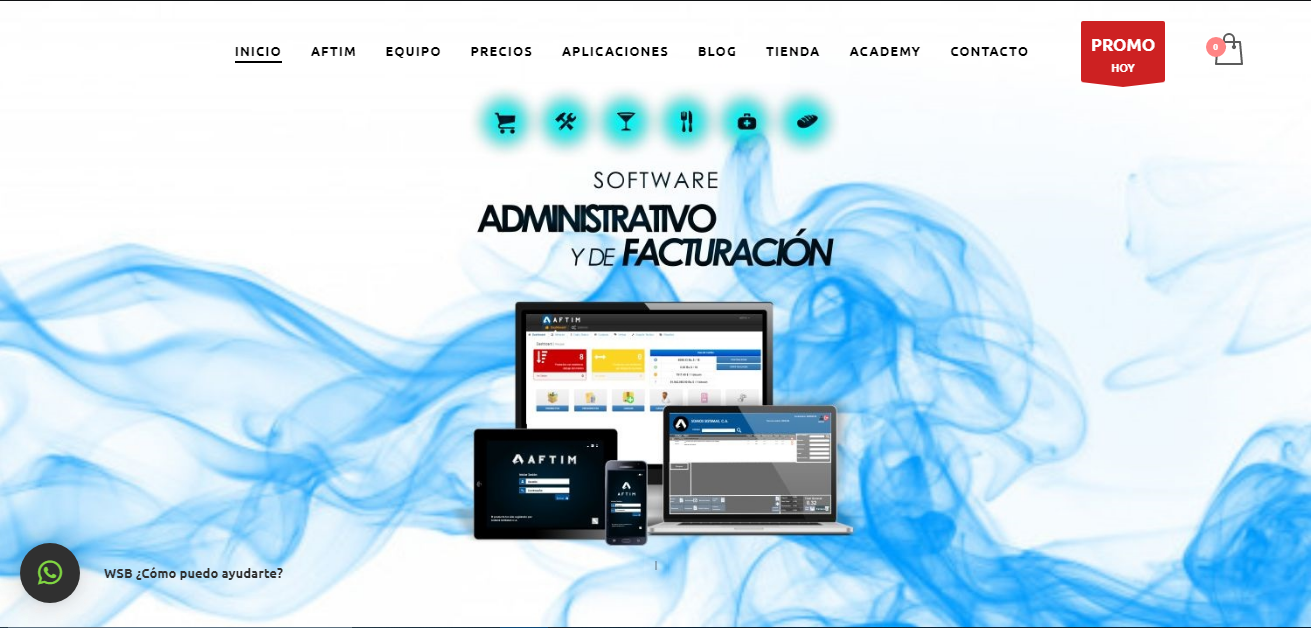 INICIO
AFTIM
EQUIPO
PRECIOS
APLICACIONES
BLOG
TIENDA
ACADEMY
CONTACTO
PROMO
HOY
0
SOFTWARE
ADMINISTRATIVO
Y DE FACTURACIÓN
AFTIM
8
AFTIM
AFTIM
WSB ¿Cómo puedo ayudarte?